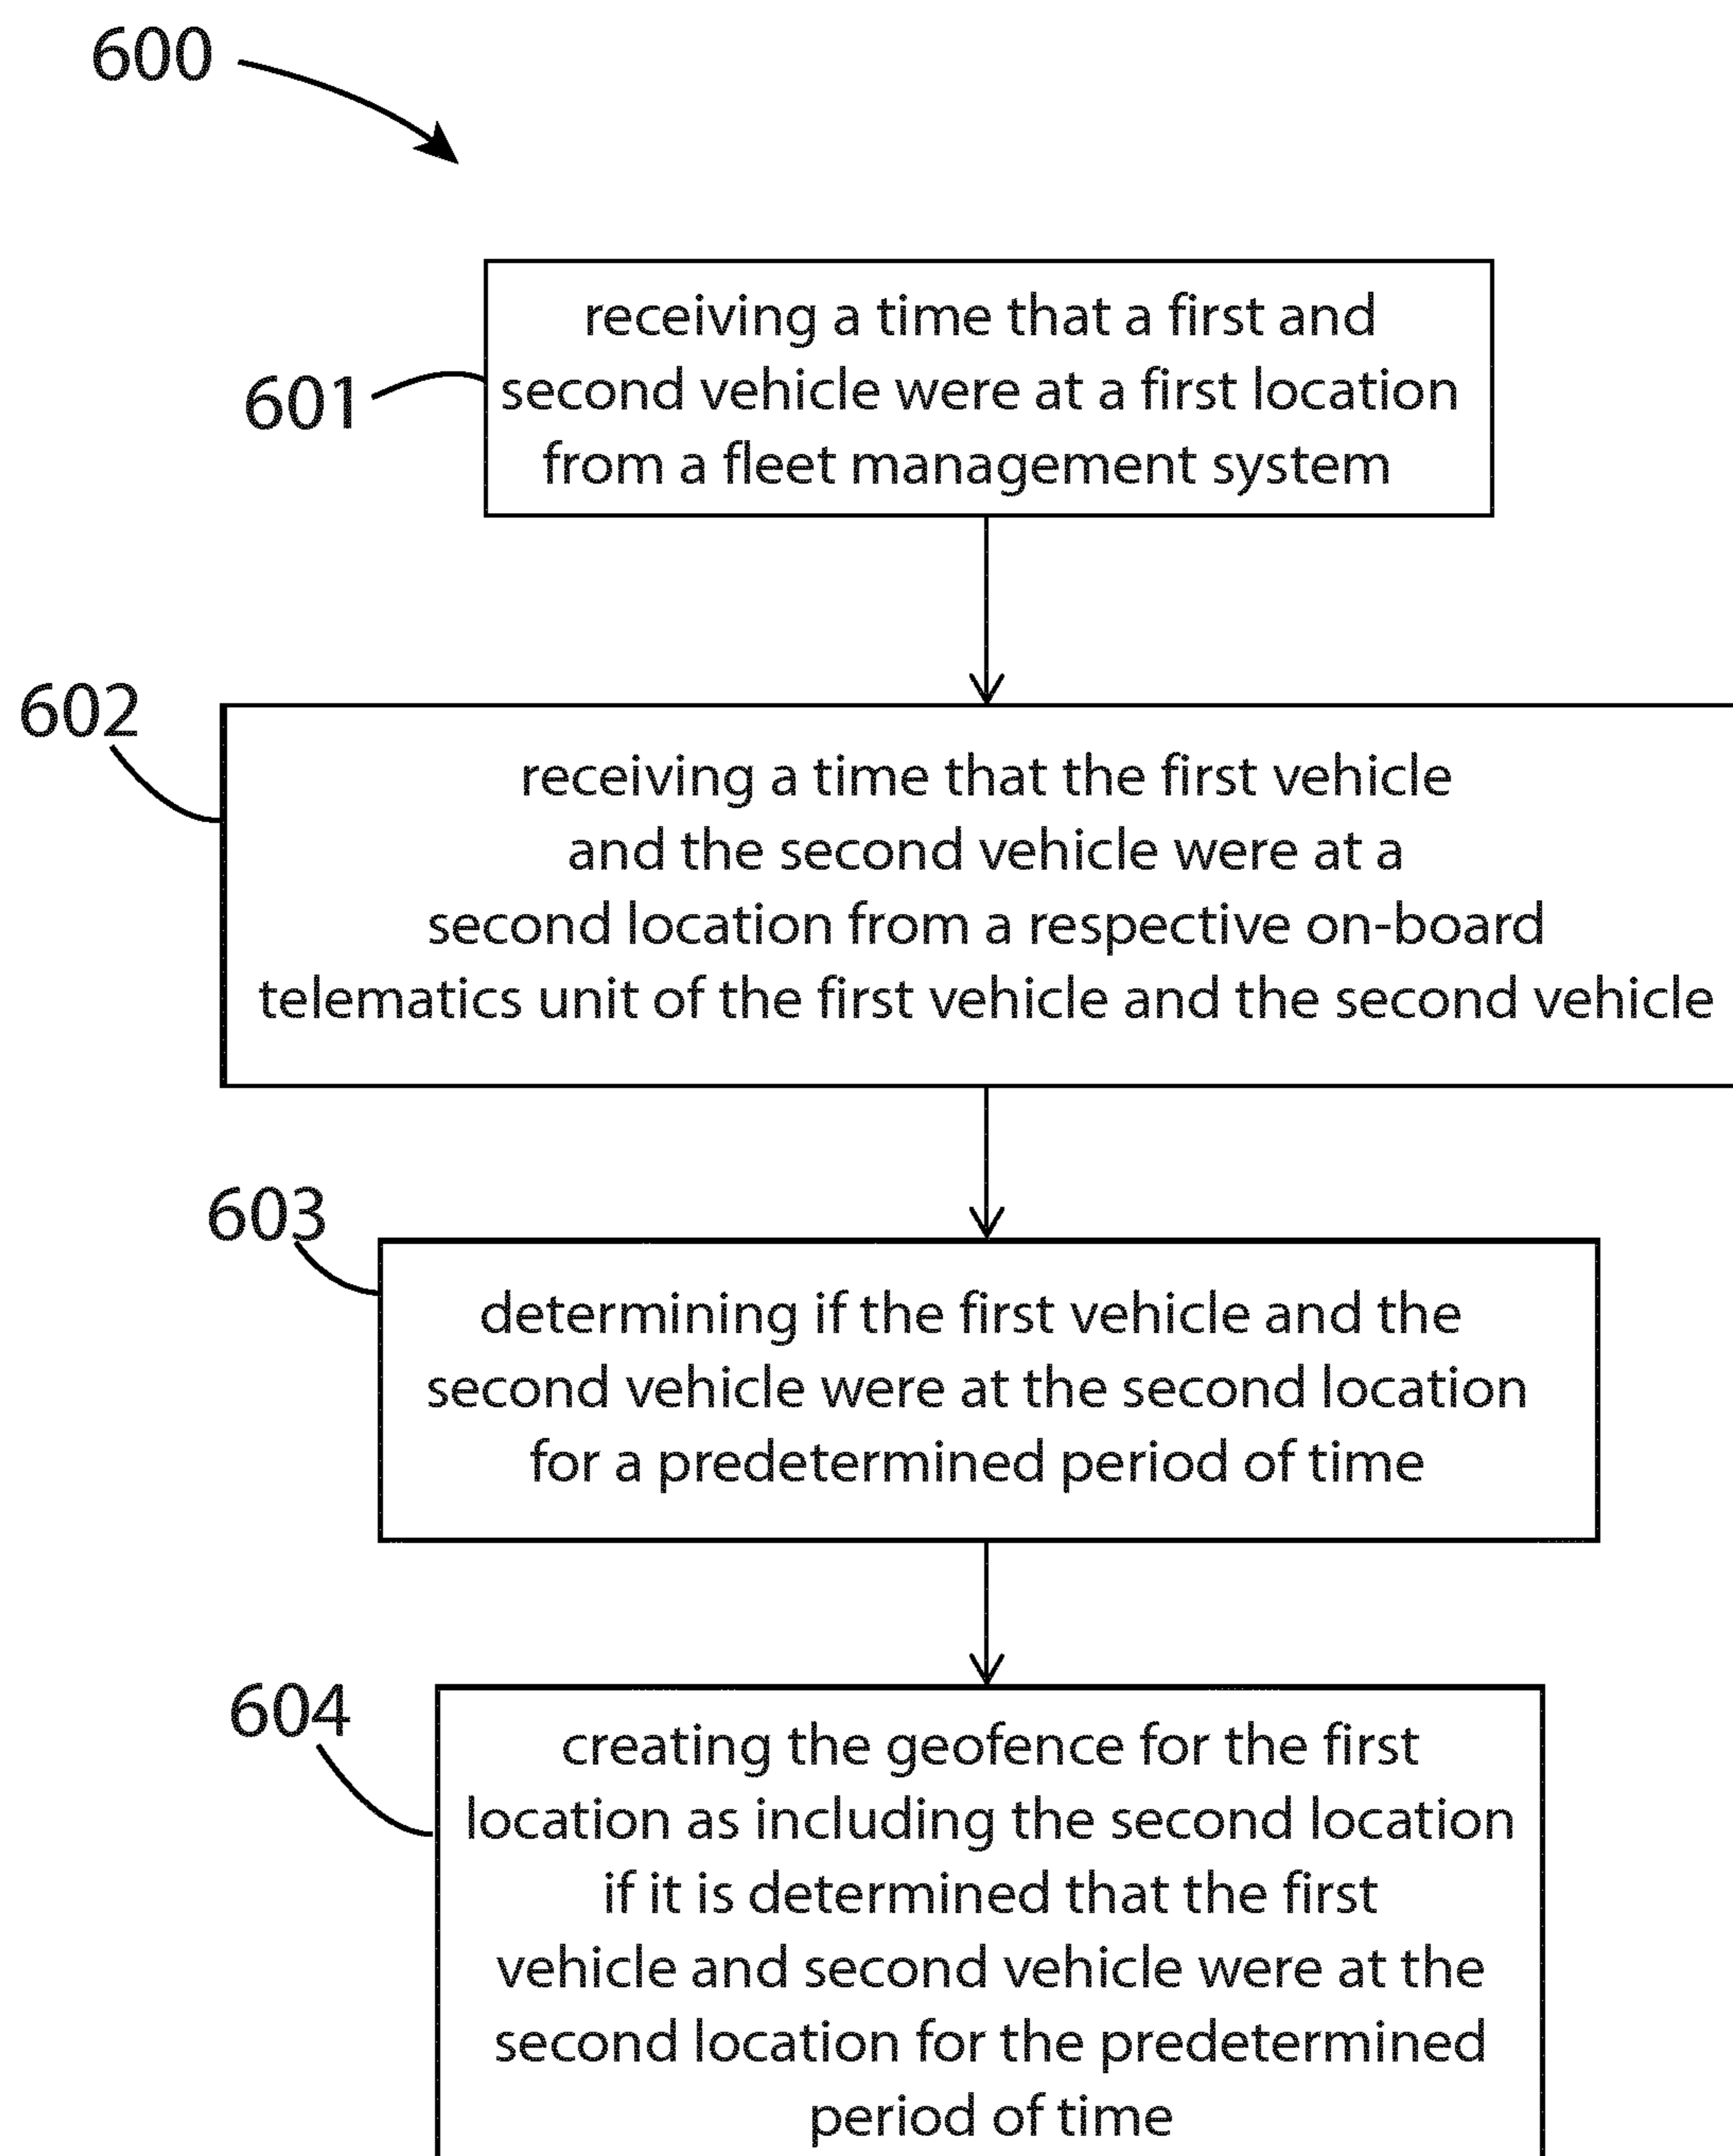 600
601
receiving a time that a first and
second vehicle were at a first location
from a fleet management system
602
receiving a time that the first vehicle
and the second vehicle were at a
second location from a respective on-board
telematics unit of the first vehicle and the second vehicle
603
determining if the first vehicle and the
second vehicle were at the second location
for a predetermined period of time
604
creating the geofence for the first
location as including the second location
if it is determined that the first
vehicle and second vehicle were at the
second location for the predetermined
period of time